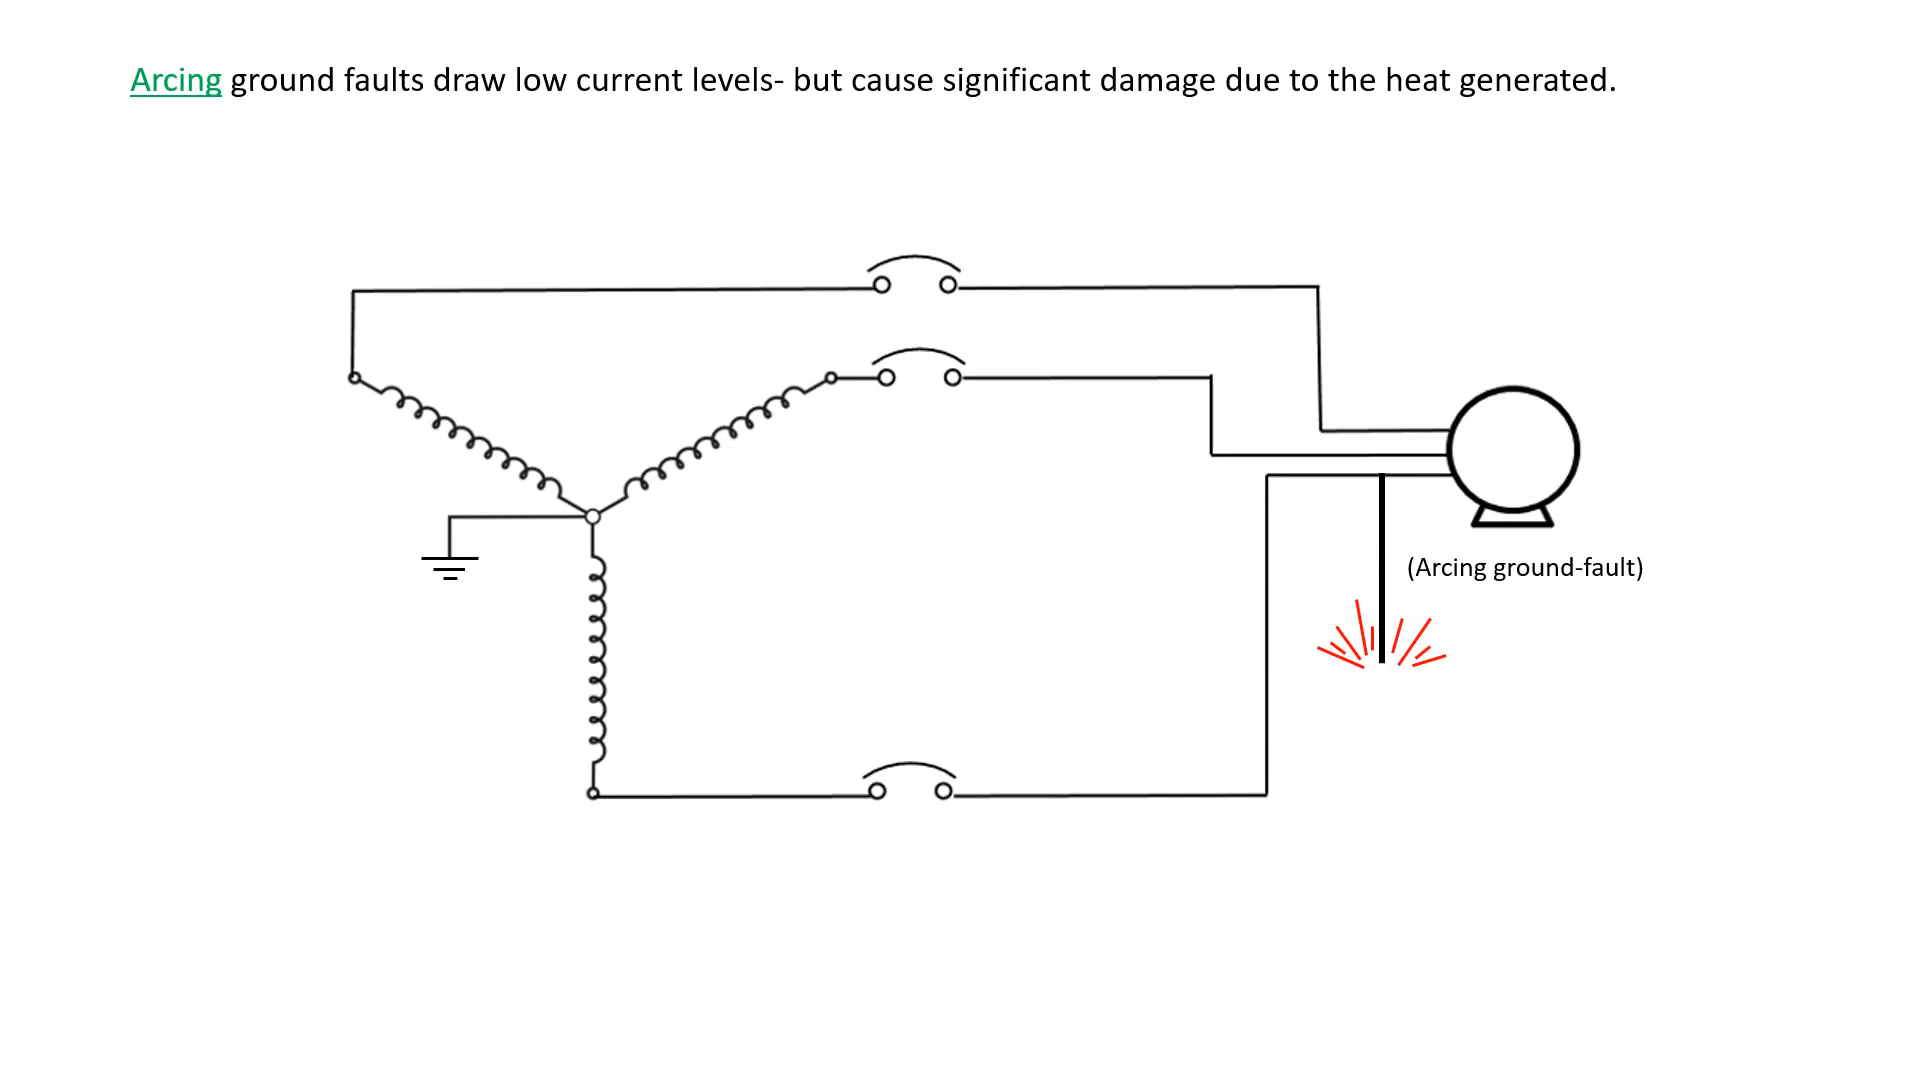 Arcing ground faults draw low current levels- but cause significant damage due to the heat generated.
(Arcing ground-fault)